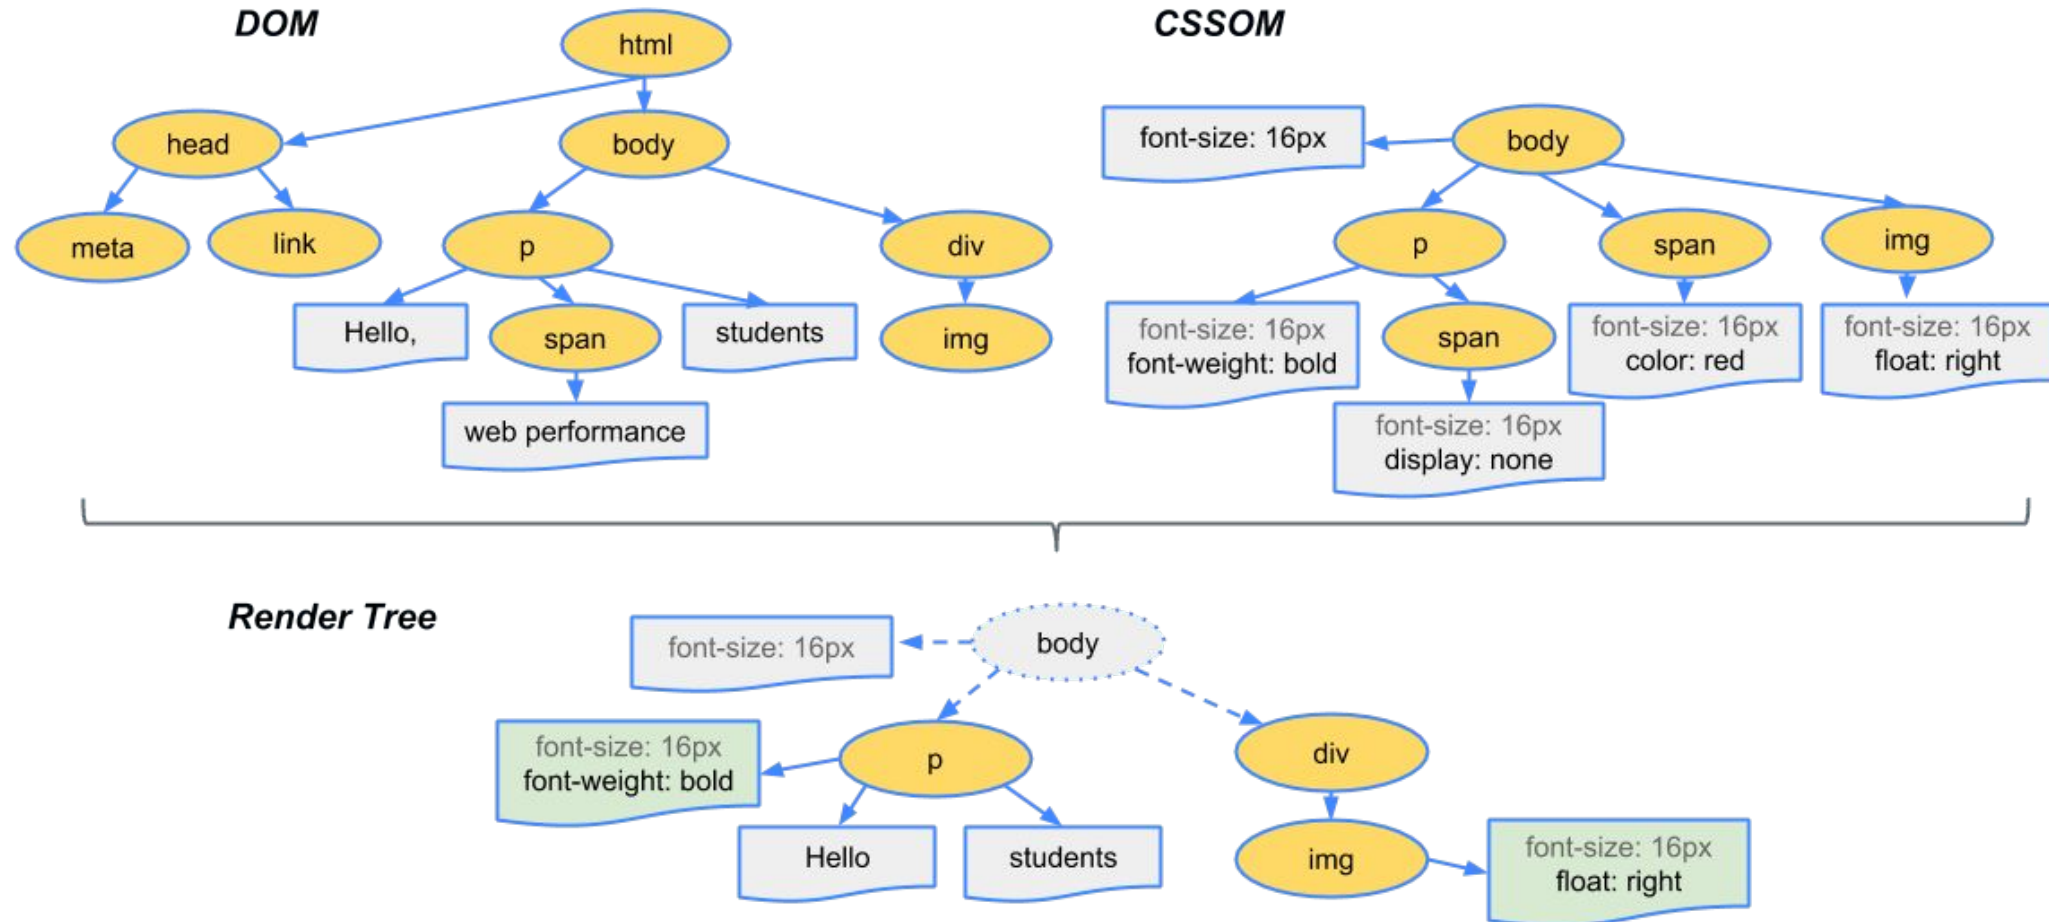 DOM
CSSOM
html
head
body
font-size: 16px
body
meta
link
p
div
p
span
img
Hello,
span
students
img
font-size: 16px
font-weight: bold
span
font-size: 16px
color: red
font-size: 16px
float: right
web performance
font-size: 16px
display: none
Render Tree
font-size: 16px
body
font-size: 16px
font-weight: bold
p
div
Hello
students
img
font-size: 16px
float: right